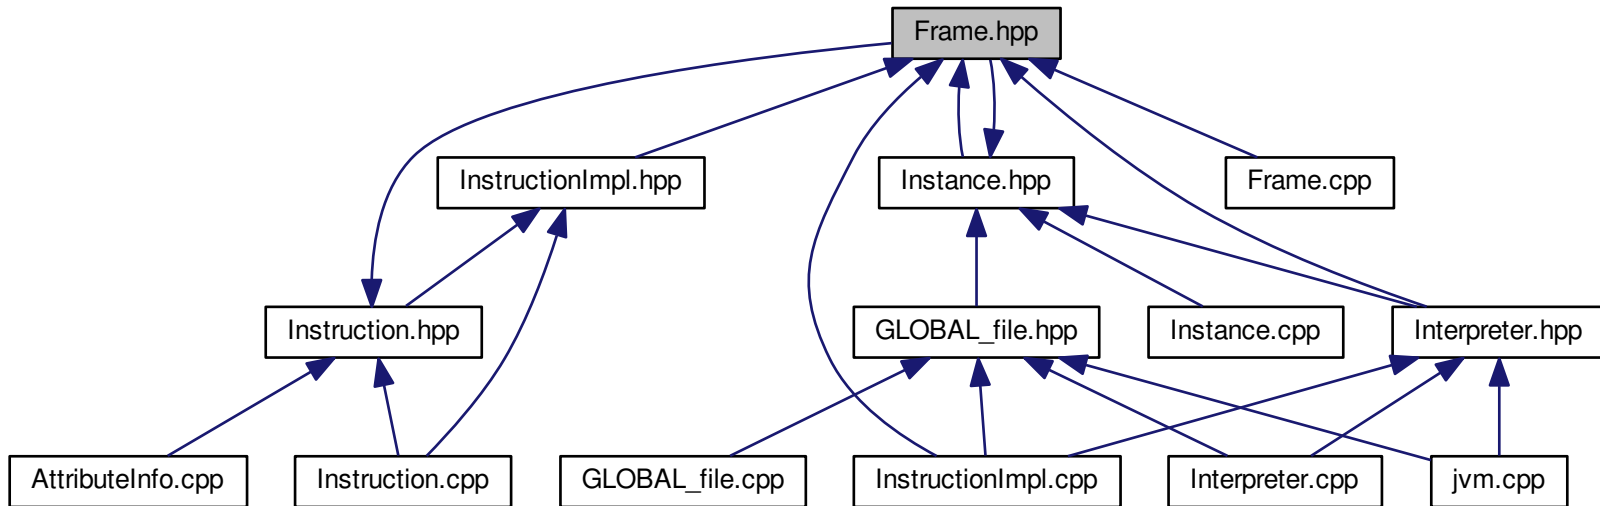 Frame.hpp
InstructionImpl.hpp
Instance.hpp
Frame.cpp
Instruction.hpp
GLOBAL_file.hpp
Instance.cpp
Interpreter.hpp
AttributeInfo.cpp
Instruction.cpp
GLOBAL_file.cpp
InstructionImpl.cpp
Interpreter.cpp
jvm.cpp